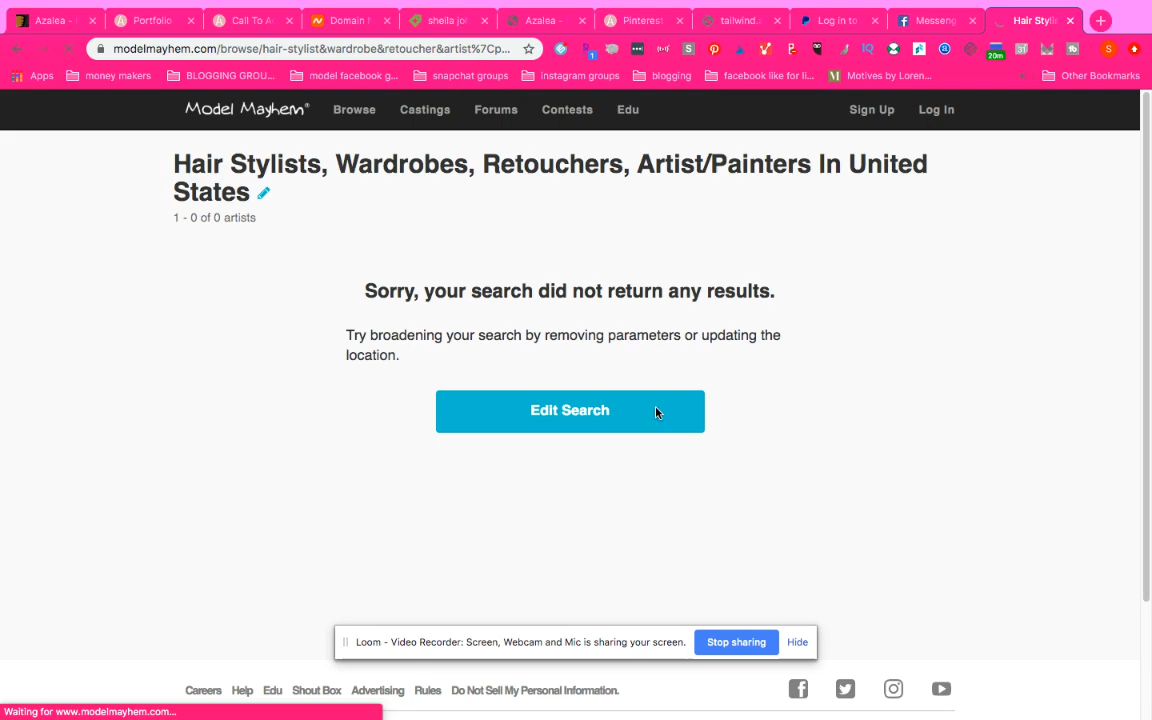 Azalea -
Portfolio
Call To A
Domain
sheila jo
Azalea -
Pinterest
tailwind.
Log in to
Messeng
Hair Styli
modelmayhem.com/browse/hair-stylist&wardrobe&retoucher&artist%7Cp...
20m
Apps
money makers
BLOGGING GROU...
model facebook g...
snapchat groups
instagram groups
blogging
facebook like for li...
Motives by Loren...
Other Bookmarks
Model Mayhem®
Browse
Castings
Forums
Contests
Edu
Sign Up
Log In
Hair Stylists, Wardrobes, Retouchers, Artist/Painters In United
States
1 - 0 of 0 artists
Sorry, your search did not return any results.
Try broadening your search by removing parameters or updating the
location.
Edit Search
Loom - Video Recorder: Screen, Webcam and Mic is sharing your screen.
Stop sharing
Hide
Careers
Help
Edu
Shout Box
Advertising
Rules
Do Not Sell My Personal Information.
Waiting for www.modelmayhem.com...